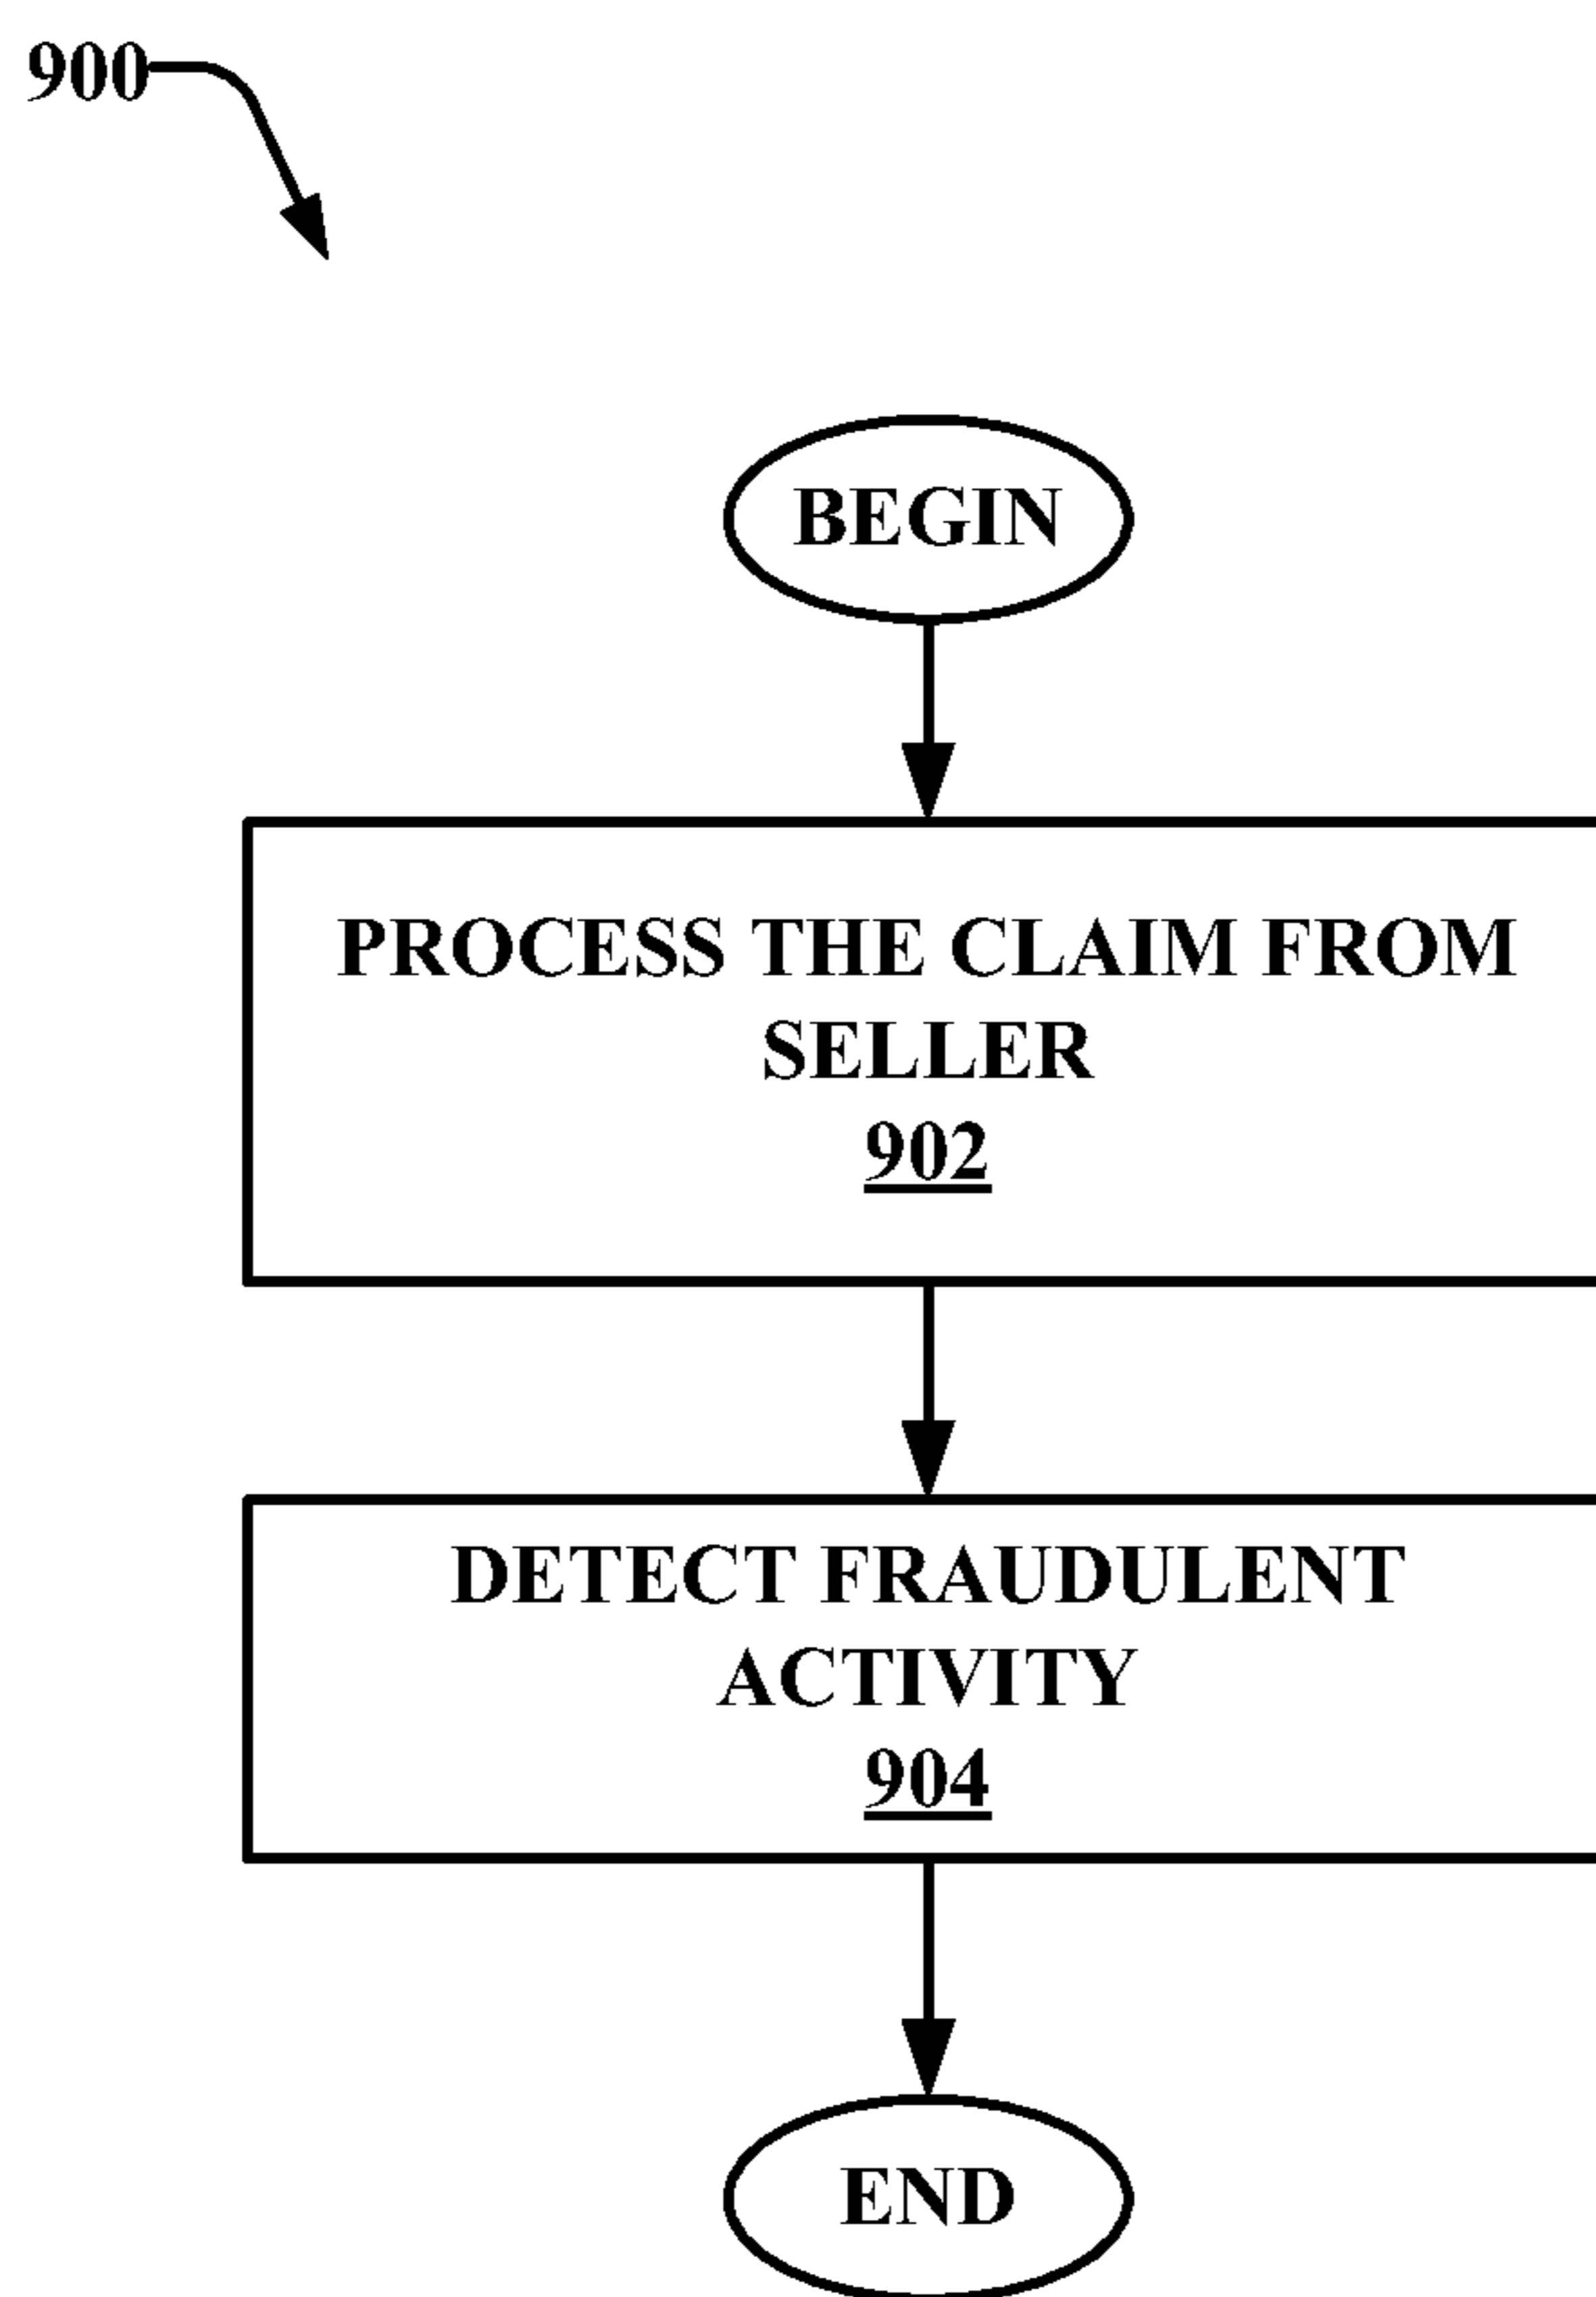 900
BEGIN
PROCESS THE CLAIM FROM
SELLER
902
DETECT FRAUDULENT
ACTIVITY
904
END